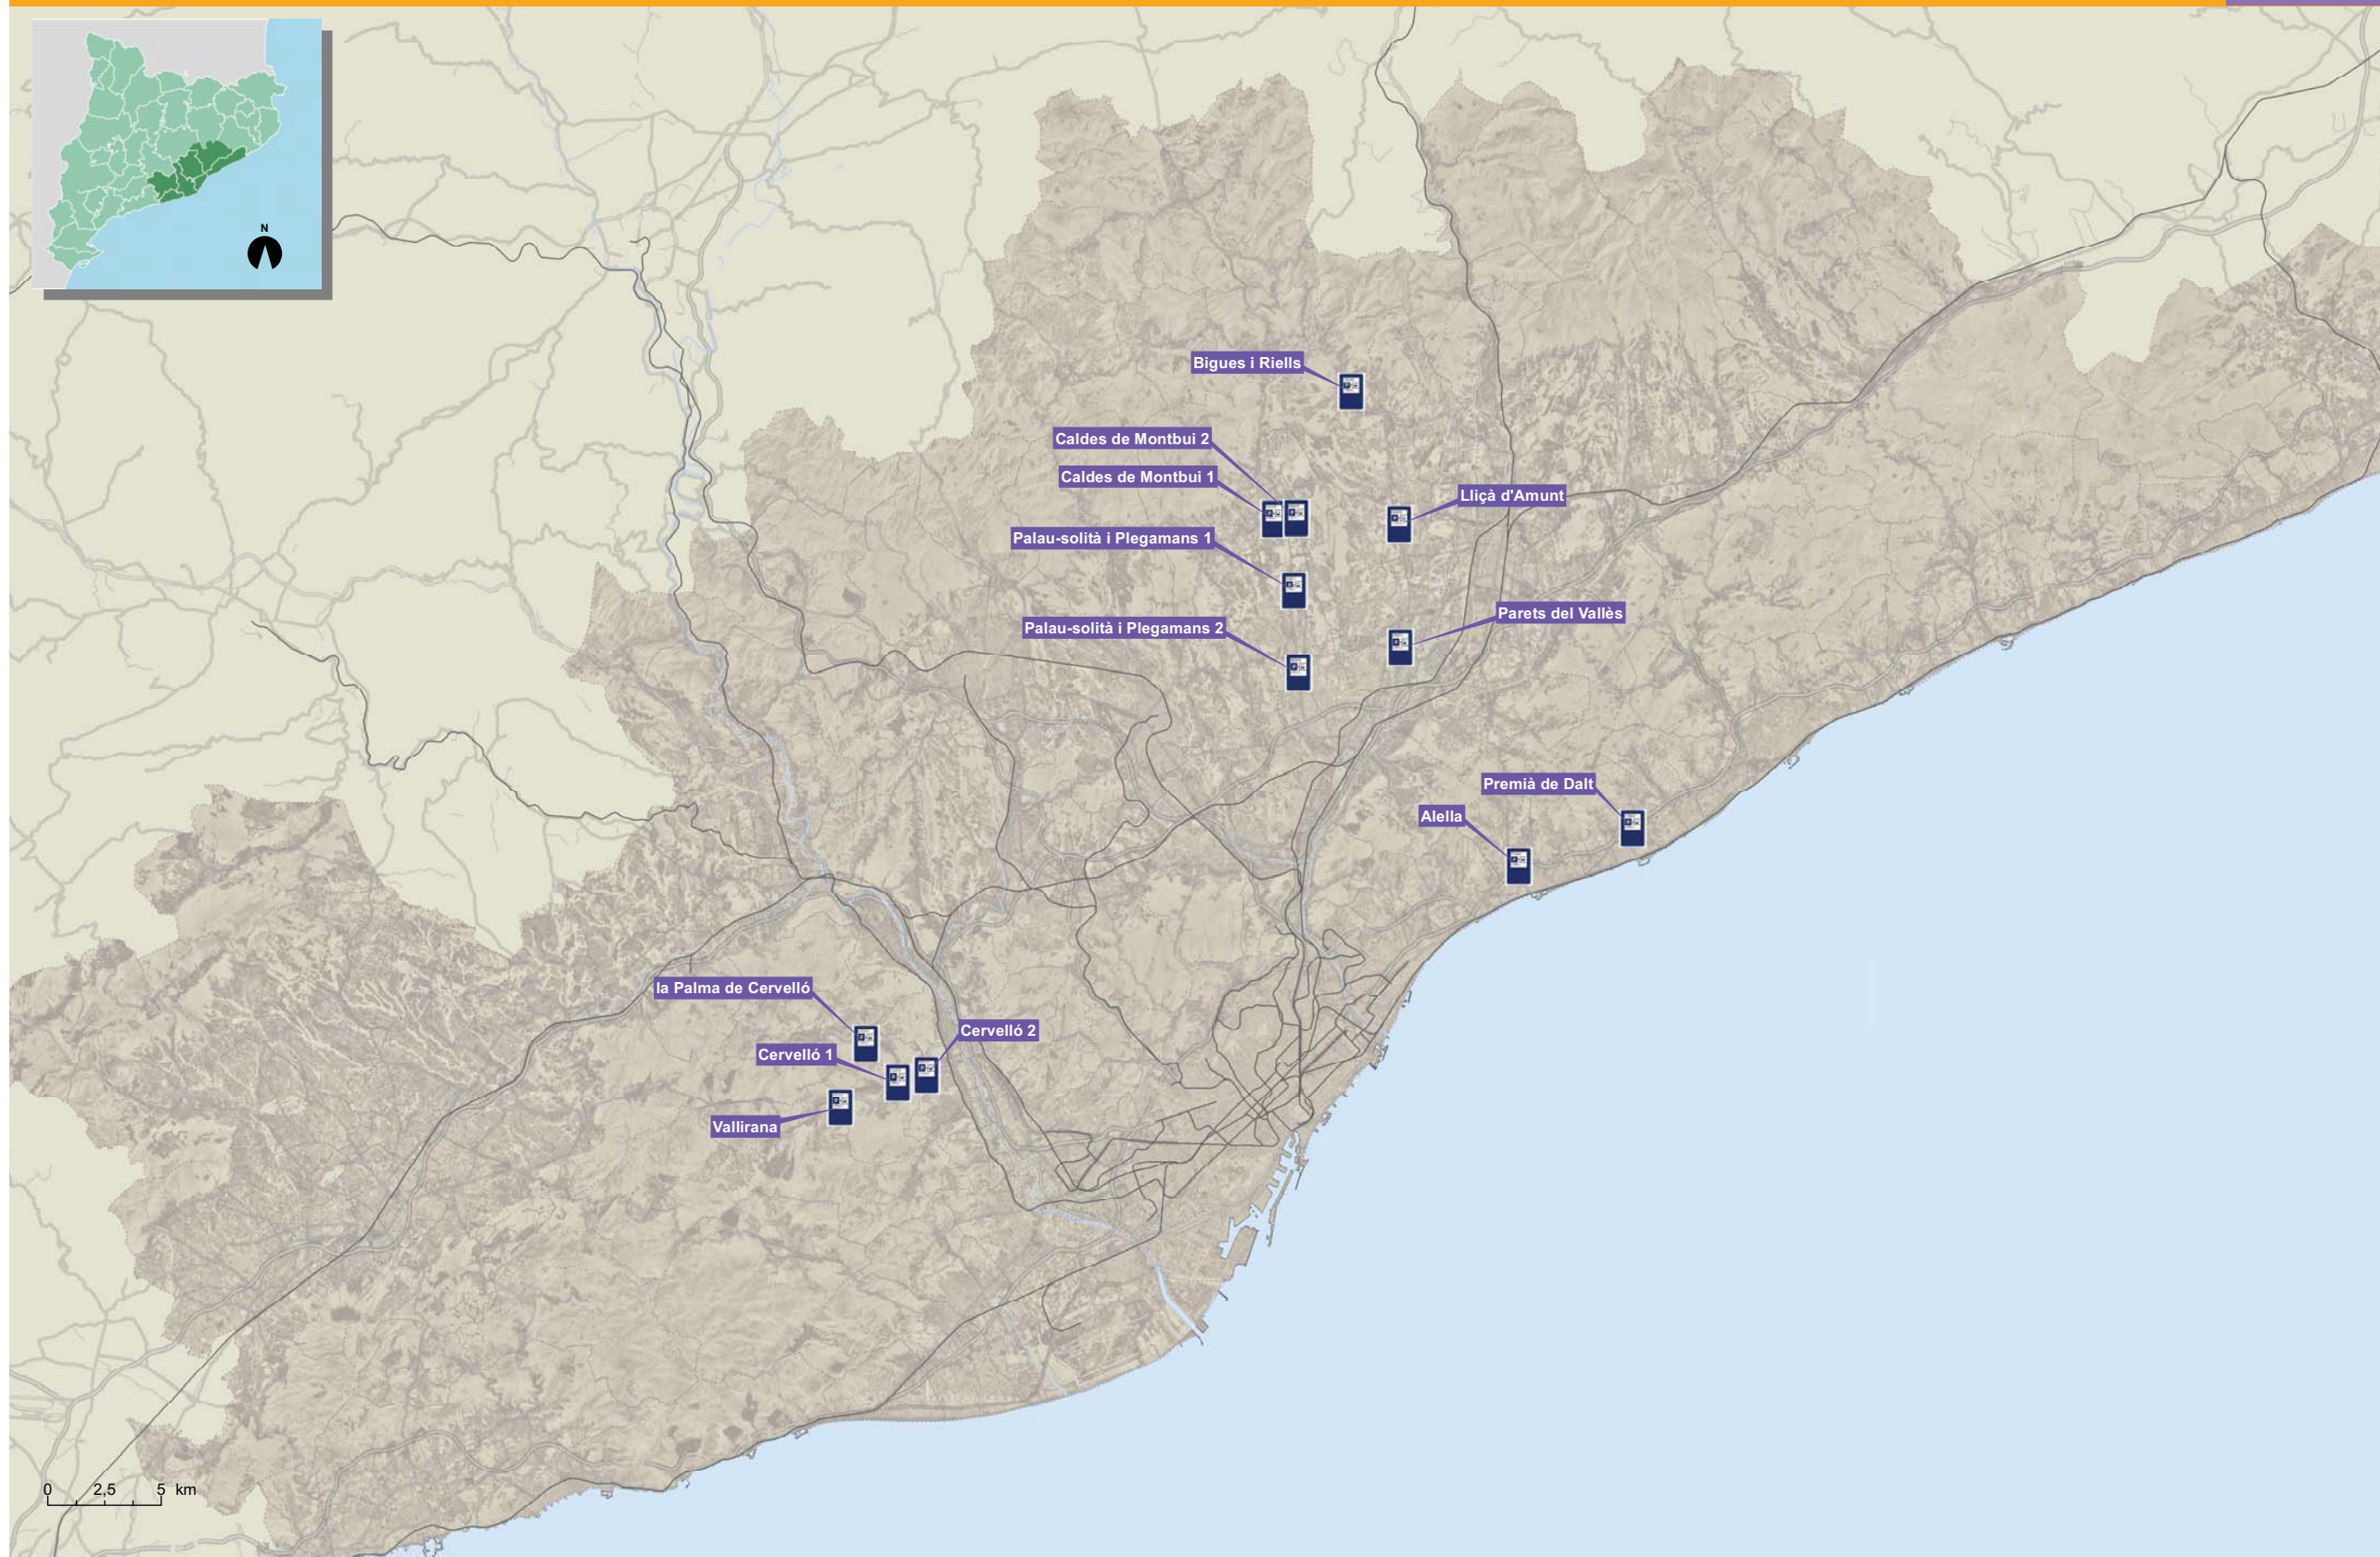 N
Bigues i Riells
Caldes de Montbui 2
Caldes de Montbui 1
Lliçà d'Amunt
Palau-solità i Plegamans 1
Parets del Vallès
Palau-solità i Plegamans 2
Premià de Dalt
Alella
la Palma de Cervelló
Cervelló 2
Cervelló 1
Vallirana
0 2,5 5 km